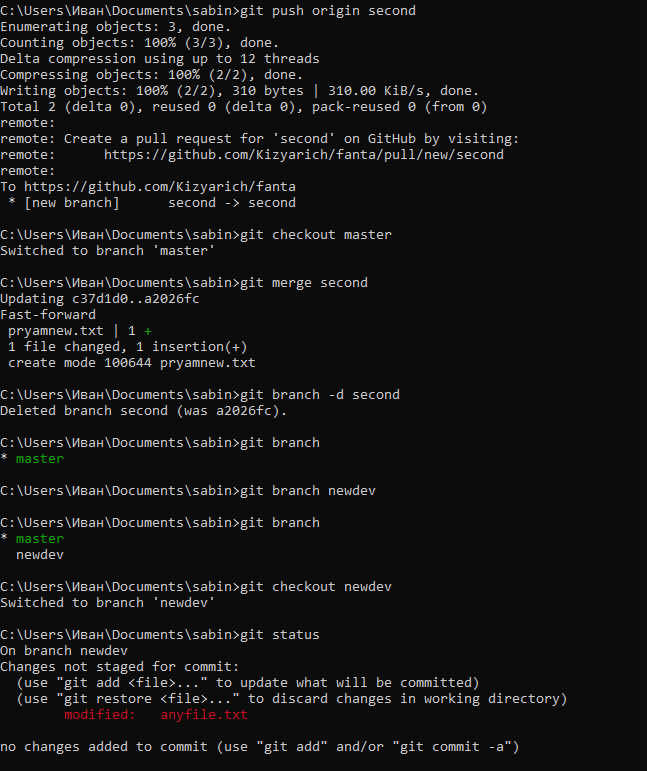 C:\Users\Иван\Documents\sabin>git push origin second
Enumerating objects: 3, done.
Counting objects: 100% (3/3), done.
Delta compression using up to 12 threads
Compressing objects: 100% (2/2), done.
Writing objects: 100% (2/2), 310 bytes | 310.00 KiB/s, done.
Total 2 (delta 0), reused 0 (delta 0), pack-reused 0 (from 0)
remote:
remote: Create a pull request for 'second' on GitHub by visiting:
remote:      https://github.com/Kizyarich/fanta/pull/new/second
remote:
To https://github.com/Kizyarich/fanta
 * [new branch]      second -> second
C:\Users\Иван\Documents\sabin>git checkout master
Switched to branch 'master'
C:\Users\Иван\Documents\sabin>git merge second
Updating c37d1d0..a2026fc
Fast-forward
 pryamnew.txt | 1 +
 1 file changed, 1 insertion(+)
 create mode 100644 pryamnew.txt
C:\Users\Иван\Documents\sabin>git branch -d second
Deleted branch second (was a2026fc).
C:\Users\Иван\Documents\sabin>git branch
* master
C:\Users\Иван\Documents\sabin>git branch newdev
C:\Users\Иван\Documents\sabin>git branch
* master
  newdev
C:\Users\Иван\Documents\sabin>git checkout newdev
Switched to branch 'newdev'
C:\Users\Иван\Documents\sabin>git status
On branch newdev
Changes not staged for commit:
  (use "git add <file>..." to update what will be committed)
  (use "git restore <file>..." to discard changes in working directory)
        modified:   anyfile.txt
no changes added to commit (use "git add" and/or "git commit -a")